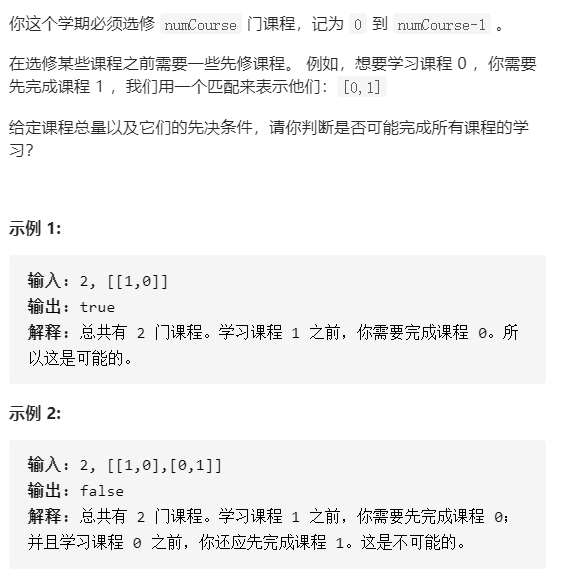 你这个学期必须选修 numCourse 门课程，记为 0 到 numCourse-1 。
在选修某些课程之前需要一些先修课程。 例如，想要学习课程 0 ，你需要
先完成课程 1 ，我们用一个匹配来表示他们：[0,1]
给定课程总量以及它们的先决条件，请你判断是否可能完成所有课程的学
习？
示例 1:
输入: 2, [[1,0]]
输出: true
解释: 总共有 2 门课程。学习课程 1 之前，你需要完成课程 0。所
以这是可能的。
示例 2:
输入: 2, [[1,0],[0,1]]
输出: false
解释: 总共有 2 门课程。学习课程 1 之前，你需要先完成课程 0；
并且学习课程 0 之前，你还应先完成课程 1。这是不可能的。